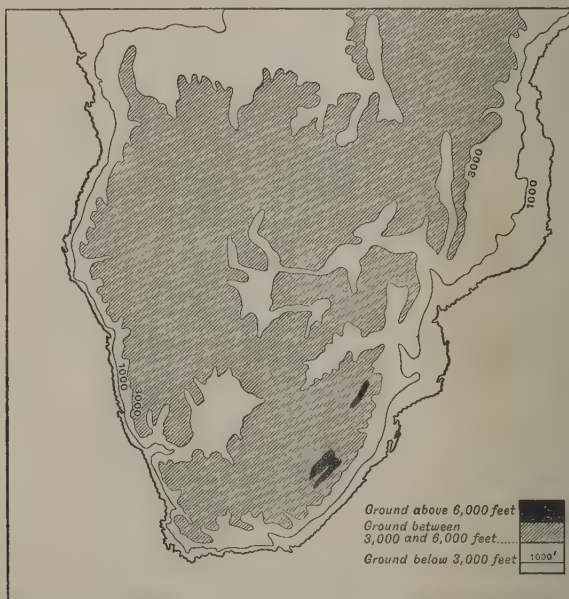 3000
1000
1000
3000
Ground above 6,000 feet
Ground between
3,000 and 6,000 feet......
Ground below 3,000 feet
1000'